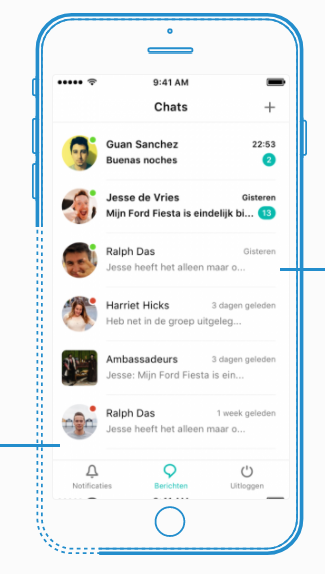 9:41 AM
Chats
Guan Sanchez 22:53
Buenas noches 2
Jesse de Vries Gisteren
Mijn Ford Fiesta is eindelijk bi... 13
Ralph Das Gisteren
Jesse heeft het alleen maar o...
Harriet Hicks 3 dagen geleden
Heb net in de groep uitgeleg...
Ambassadeurs 3 dagen geleden
Jesse: Mijn Ford Fiesta is ein...
Ralph Das 1 week geleden
Jesse heeft het alleen maar o...
Notificaties Berichten Uitloggen